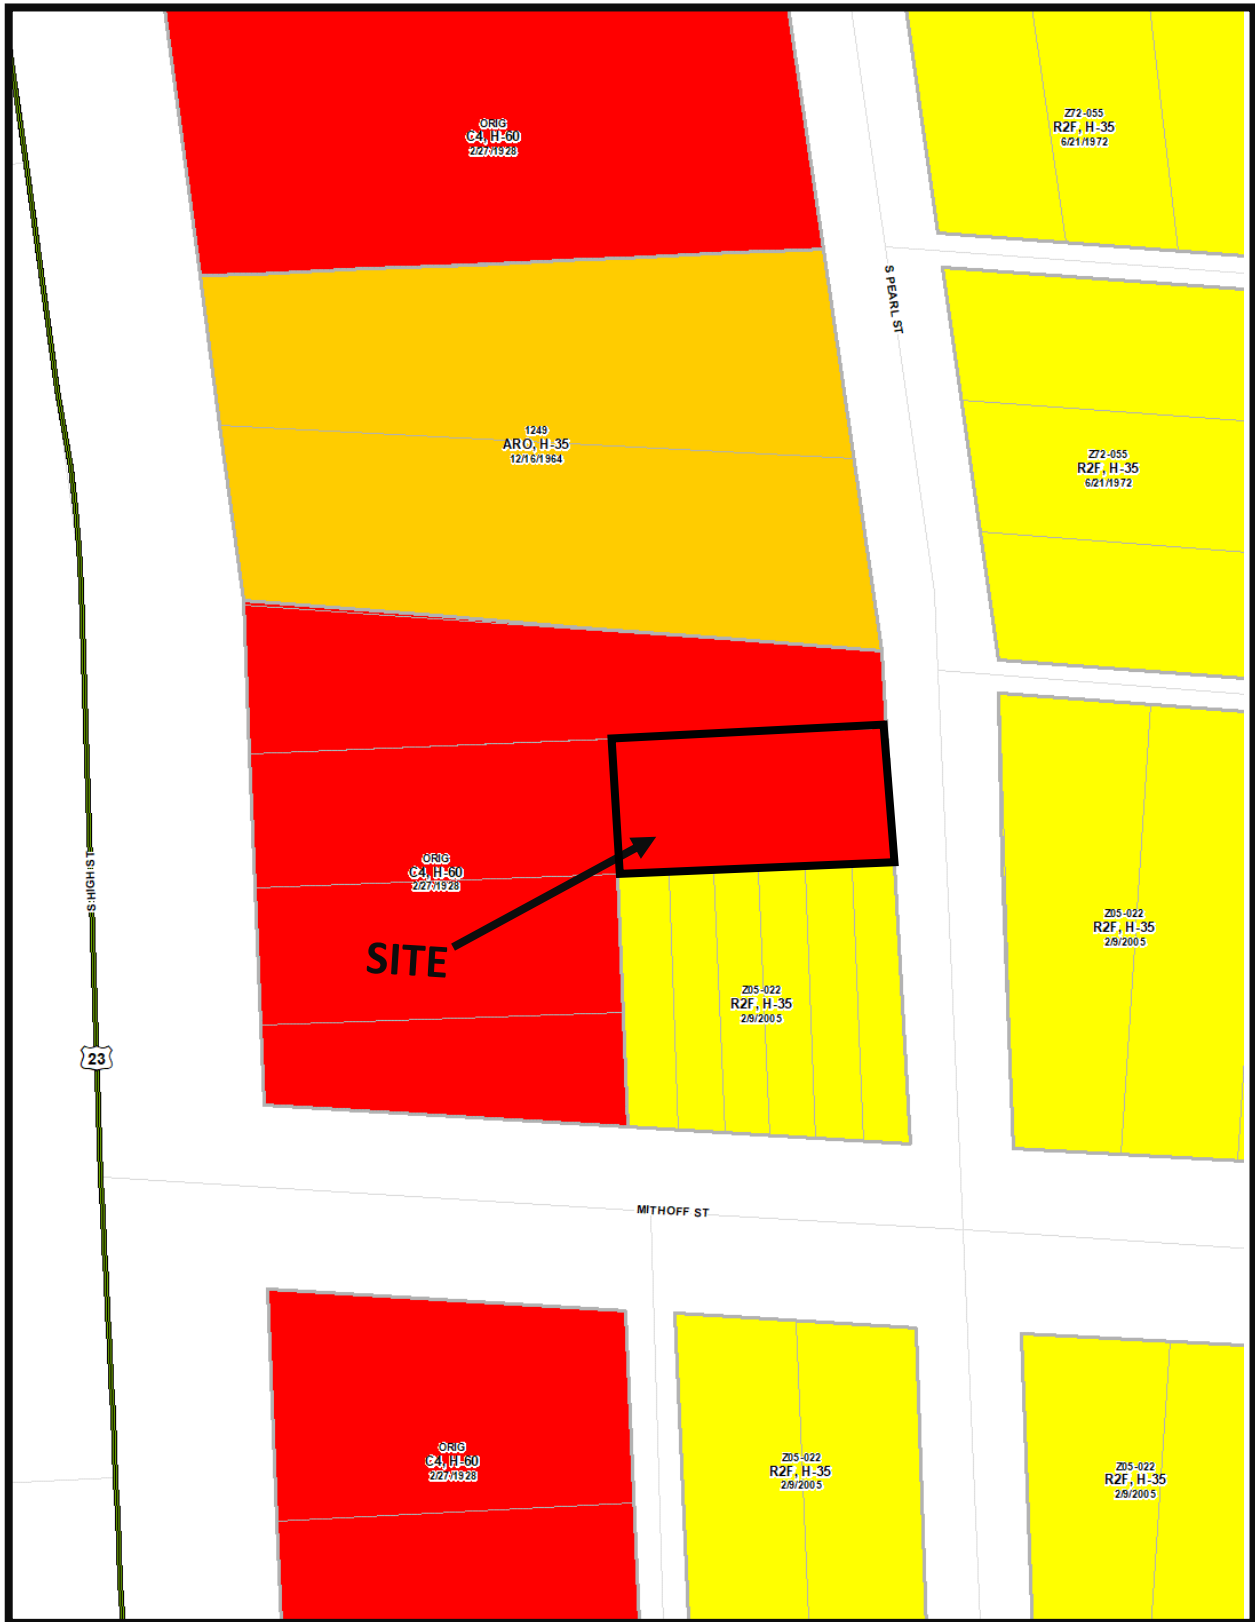 ORIG
C4, H-60
2/27/1928
Z72-055
R2F, H-35
6/21/1972
S PEARL ST
1249
ARO, H-35
12/16/1964
Z72-055
R2F, H-35
6/21/1972
ORIG
C4, H-60
2/27/1928
S HIGH ST
SITE
Z05-022
R2F, H-35
2/9/2005
Z05-022
R2F, H-35
2/9/2005
23
MITHOFF ST
ORIG
C4, H-60
2/27/1928
Z05-022
R2F, H-35
2/9/2005
Z05-022
R2F, H-35
2/9/2005